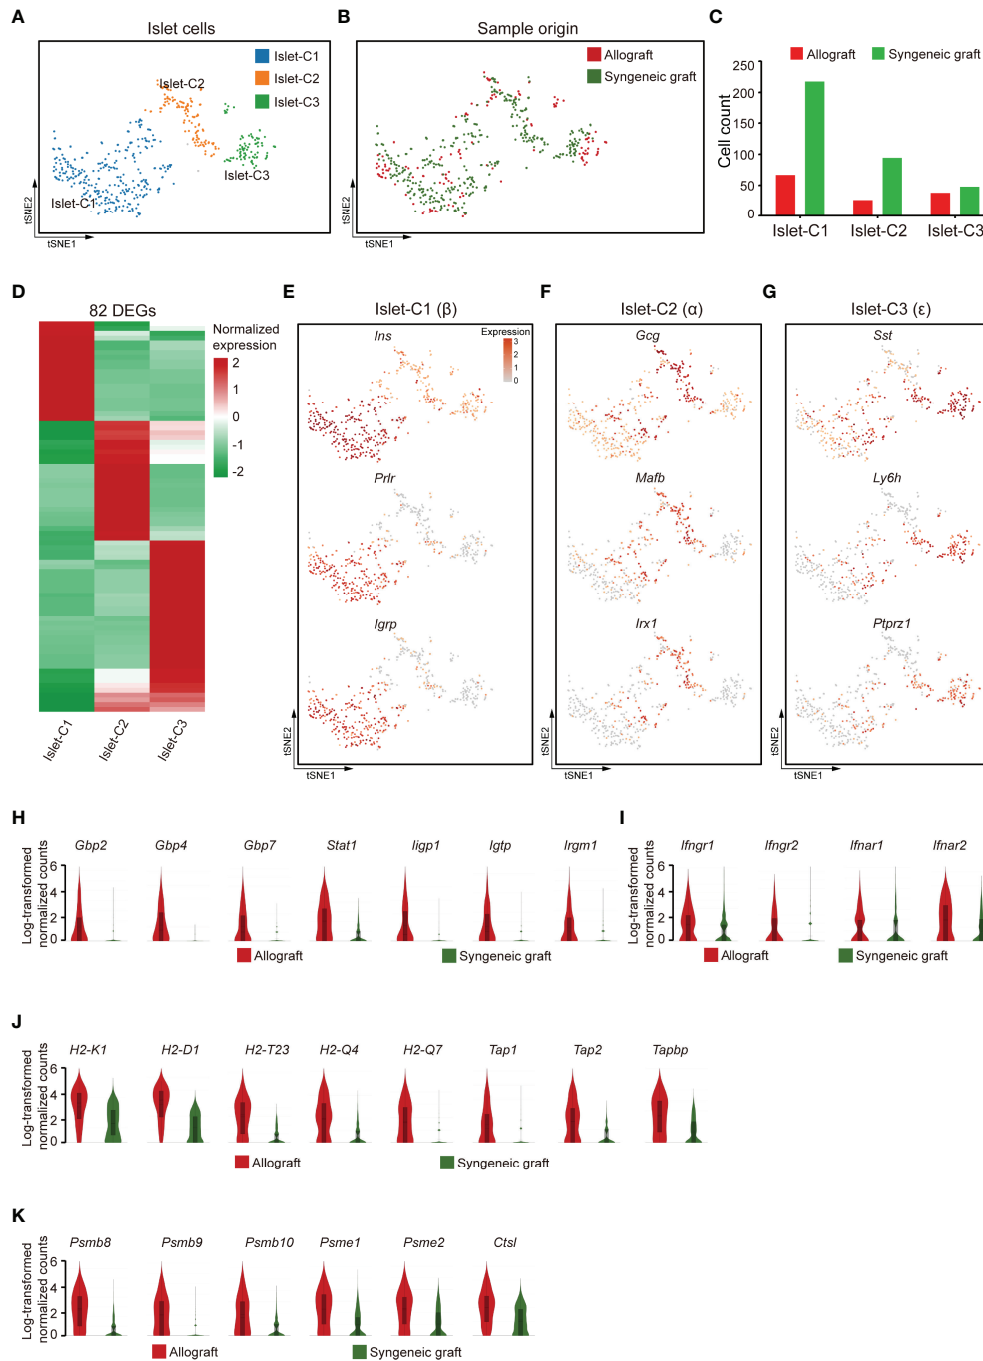 A
Islet cells
Islet-C1
Islet-C2
Islet-C3
Islet-C2
Islet-C3
Islet-C1
tSNE2
tSNE1
B
Sample origin
Allograft
Syngeneic graft
tSNE2
tSNE1
C
Allograft
Syngeneic graft
Cell count
250
200
150
100
50
0
Islet-C1
Islet-C2
Islet-C3
D
82 DEGs
Normalized
expression
2
1
0
-1
-2
Islet-C1
Islet-C2
Islet-C3
E
Islet-C1 (β)
Ins
Expression
3
2
1
0
Prlr
Igrp
tSNE2
tSNE1
F
Islet-C2 (α)
Gcg
Mafb
Irx1
tSNE2
tSNE1
G
Islet-C3 (ε)
Sst
Ly6h
Ptprz1
tSNE2
tSNE1
H
Gbp2
Gbp4
Gbp7
Stat1
Iigp1
Igtp
Irgm1
Log-transformed
normalized counts
6
4
2
0
Allograft
Syngeneic graft
I
Ifngr1
Ifngr2
Ifnar1
Ifnar2
Log-transformed
normalized counts
6
4
2
0
Allograft
Syngeneic graft
J
H2-K1
H2-D1
H2-T23
H2-Q4
H2-Q7
Tap1
Tap2
Tapbp
Log-transformed
normalized counts
6
4
2
0
Allograft
Syngeneic graft
K
Psmb8
Psmb9
Psmb10
Psme1
Psme2
Ctsl
Log-transformed
normalized counts
6
4
2
0
Allograft
Syngeneic graft